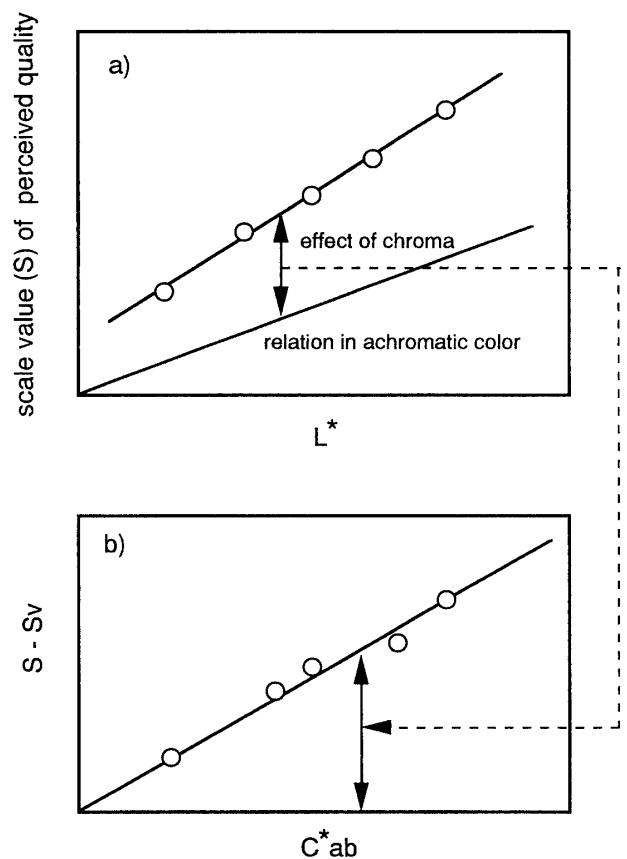 a)
scale value (S) of perceived quality
effect of chroma
relation in achromatic color
L*
b)
S - Sv
C*ab